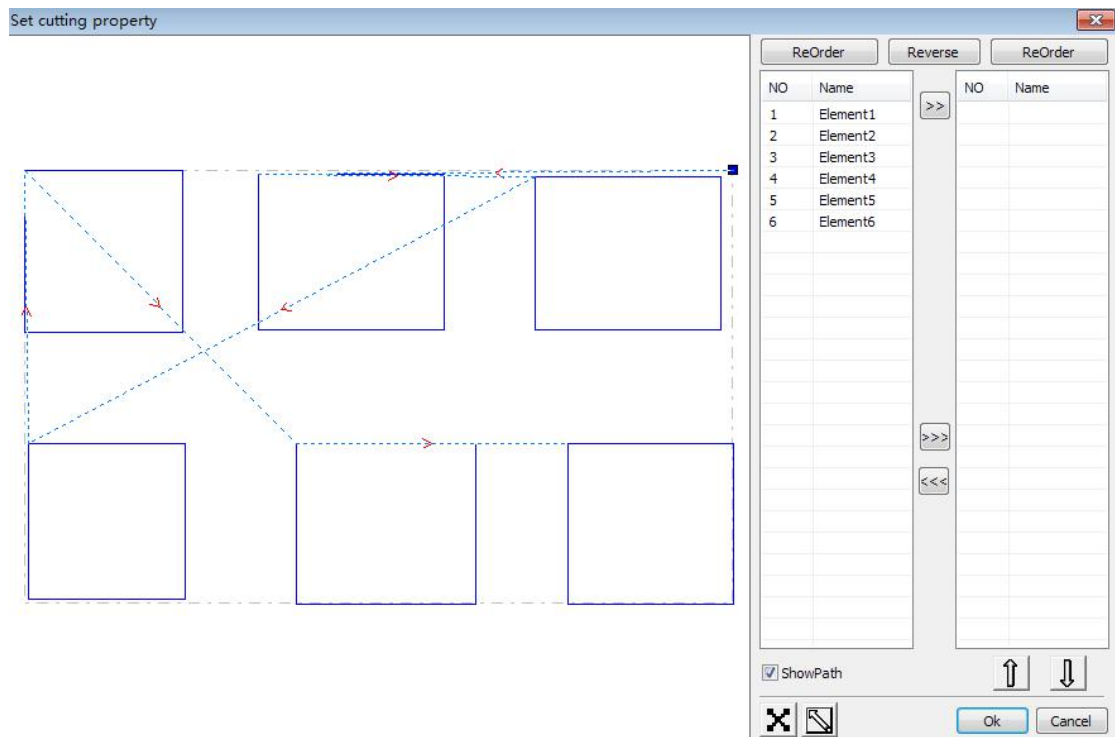 Set cutting property
ReOrder Reverse ReOrder
NO Name >> NO Name
1 Element1
2 Element2
3 Element3
4 Element4
5 Element5
6 Element6
>>>
<<<
ShowPath
Ok Cancel